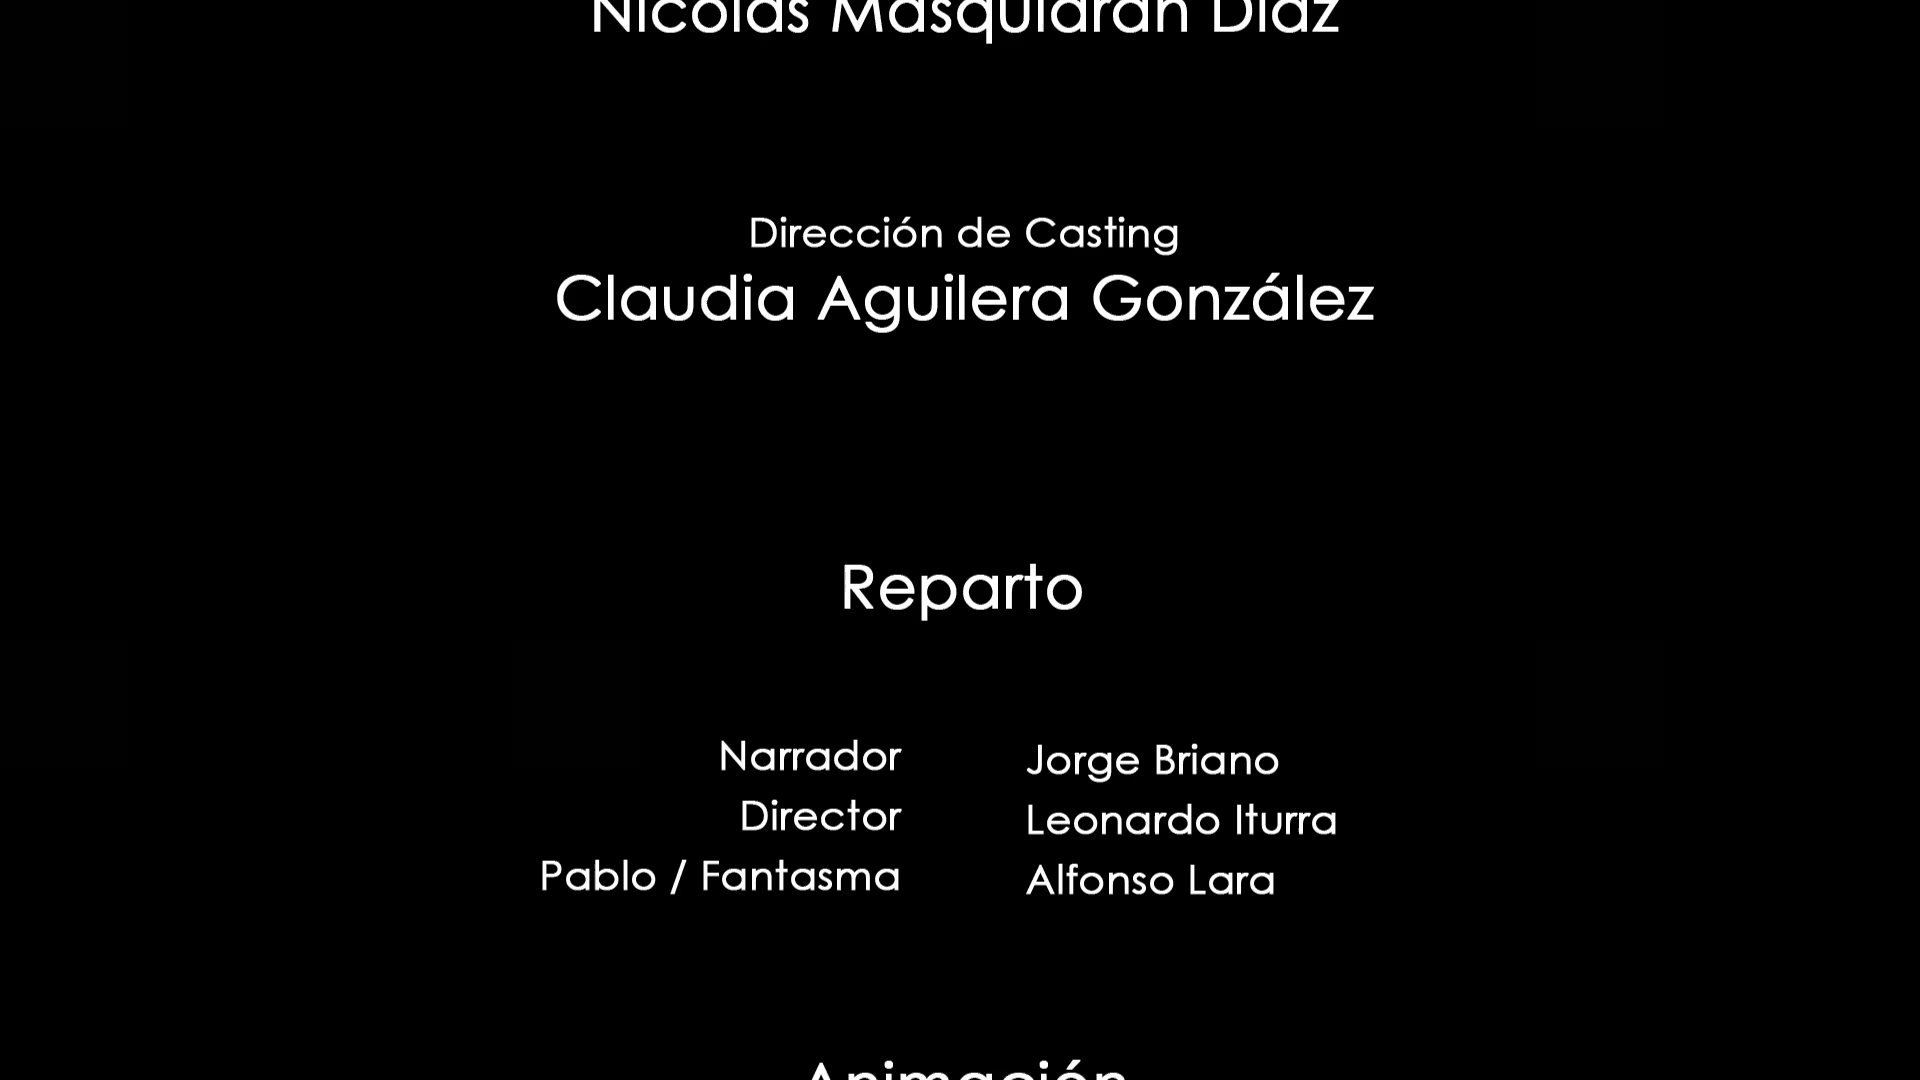 Nicolás Masquiarán Díaz
Dirección de Casting
Claudia Aguilera González
Reparto
Narrador Jorge Briano
Director Leonardo Iturra
Pablo / Fantasma Alfonso Lara
Animación